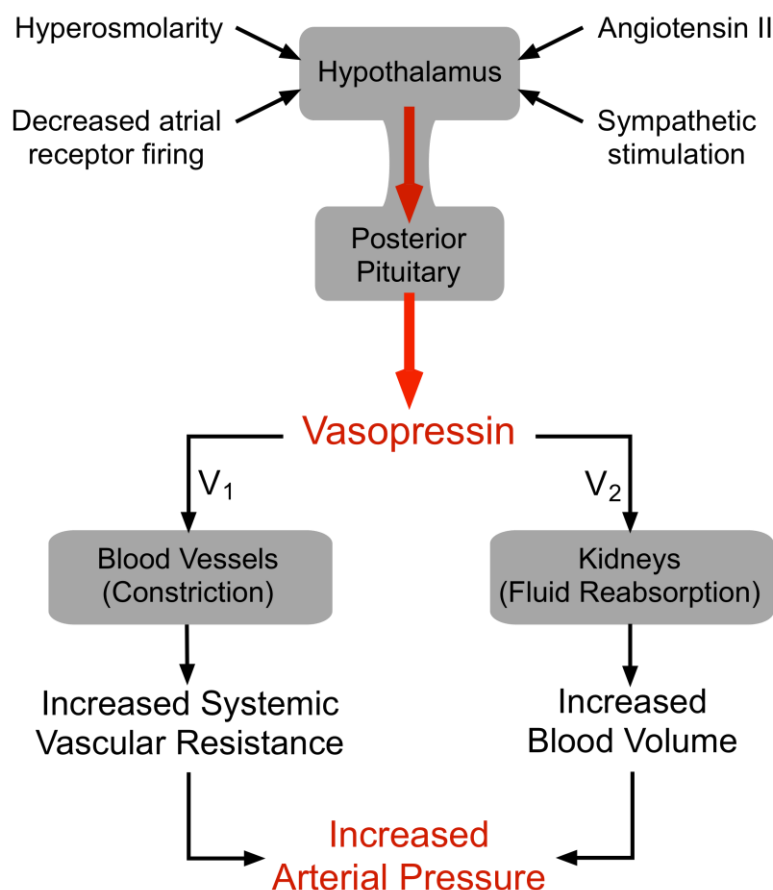 Hyperosmolarity
Angiotensin II
Hypothalamus
Decreased atrial
receptor firing
Sympathetic
stimulation
Posterior
Pituitary
Vasopressin
V₁
V₂
Blood Vessels
(Constriction)
Kidneys
(Fluid Reabsorption)
Increased Systemic
Vascular Resistance
Increased
Blood Volume
Increased
Arterial Pressure